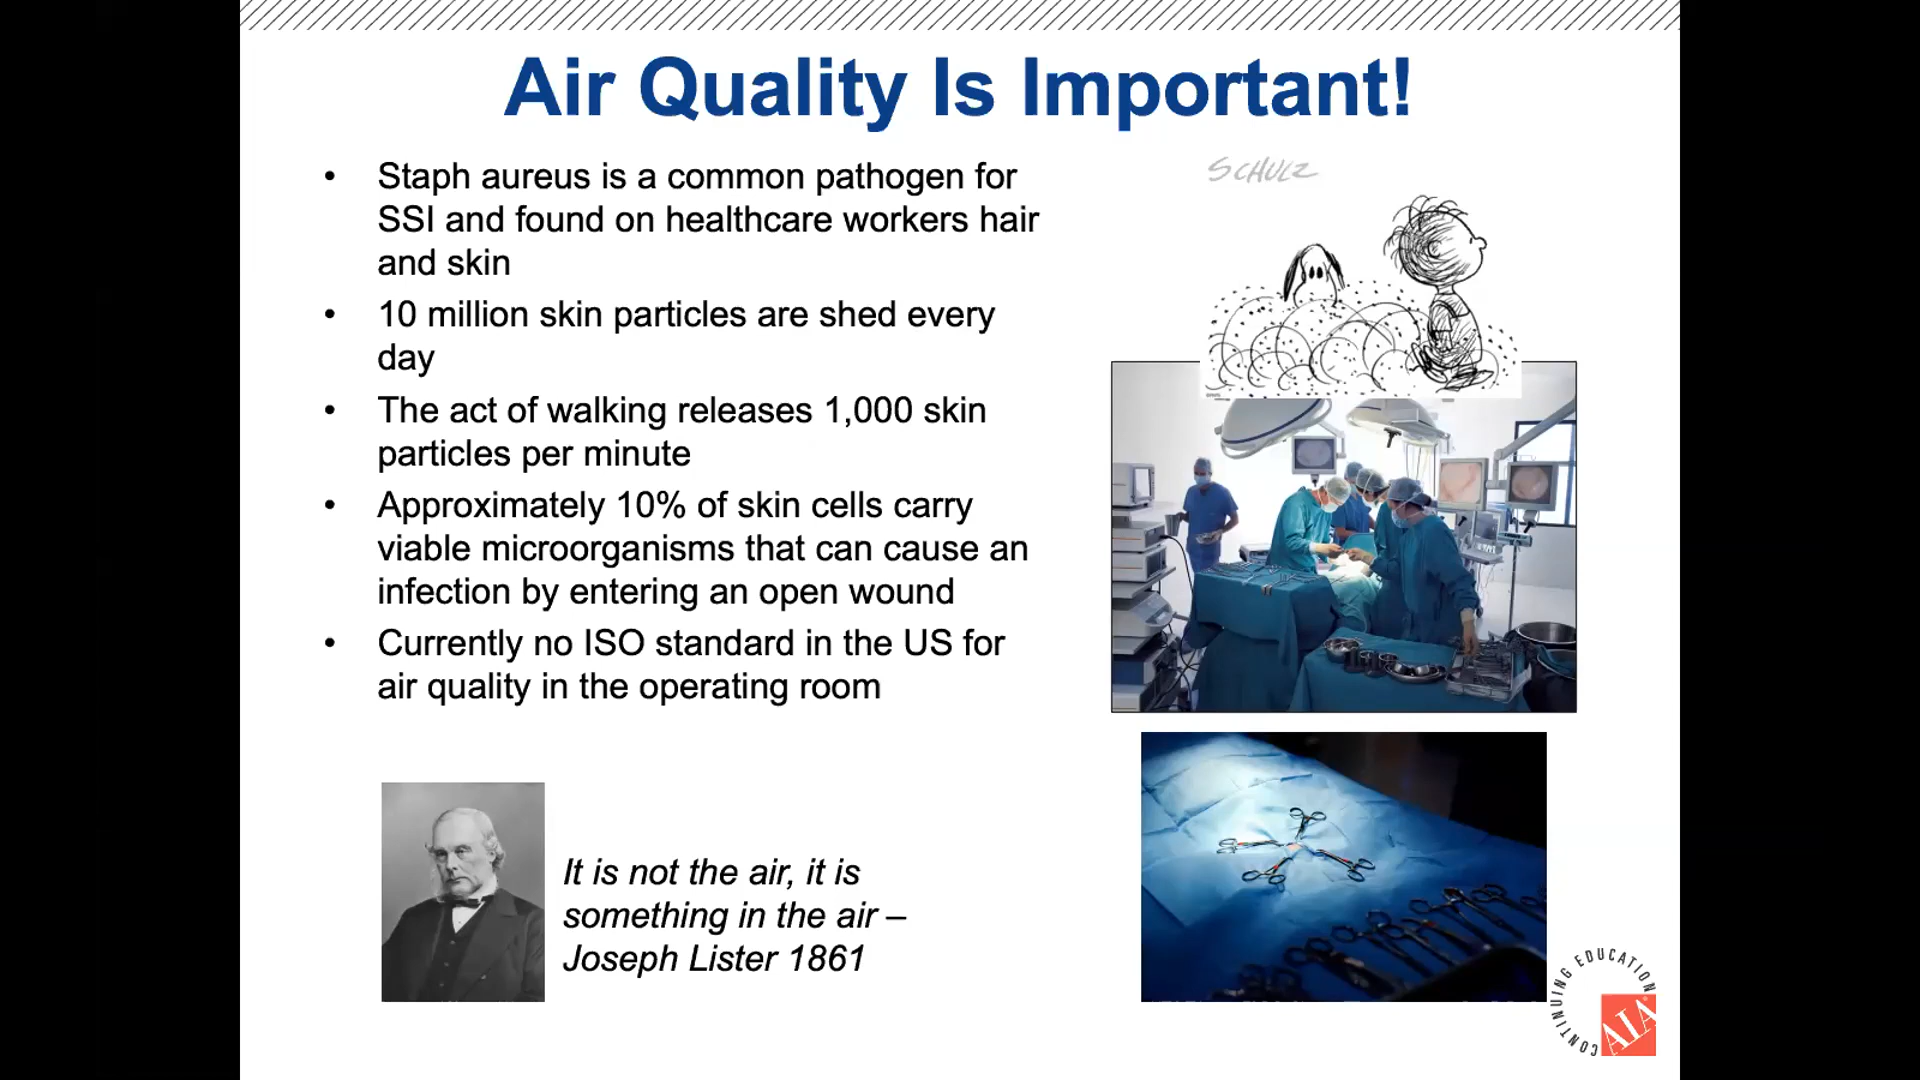 Air Quality Is Important!
• Staph aureus is a common pathogen for
SSI and found on healthcare workers hair
and skin
• 10 million skin particles are shed every
day
• The act of walking releases 1,000 skin
particles per minute
• Approximately 10% of skin cells carry
viable microorganisms that can cause an
infection by entering an open wound
• Currently no ISO standard in the US for
air quality in the operating room
SCHULZ
It is not the air, it is
something in the air –
Joseph Lister 1861
CONTINUING EDUCATION
AIA